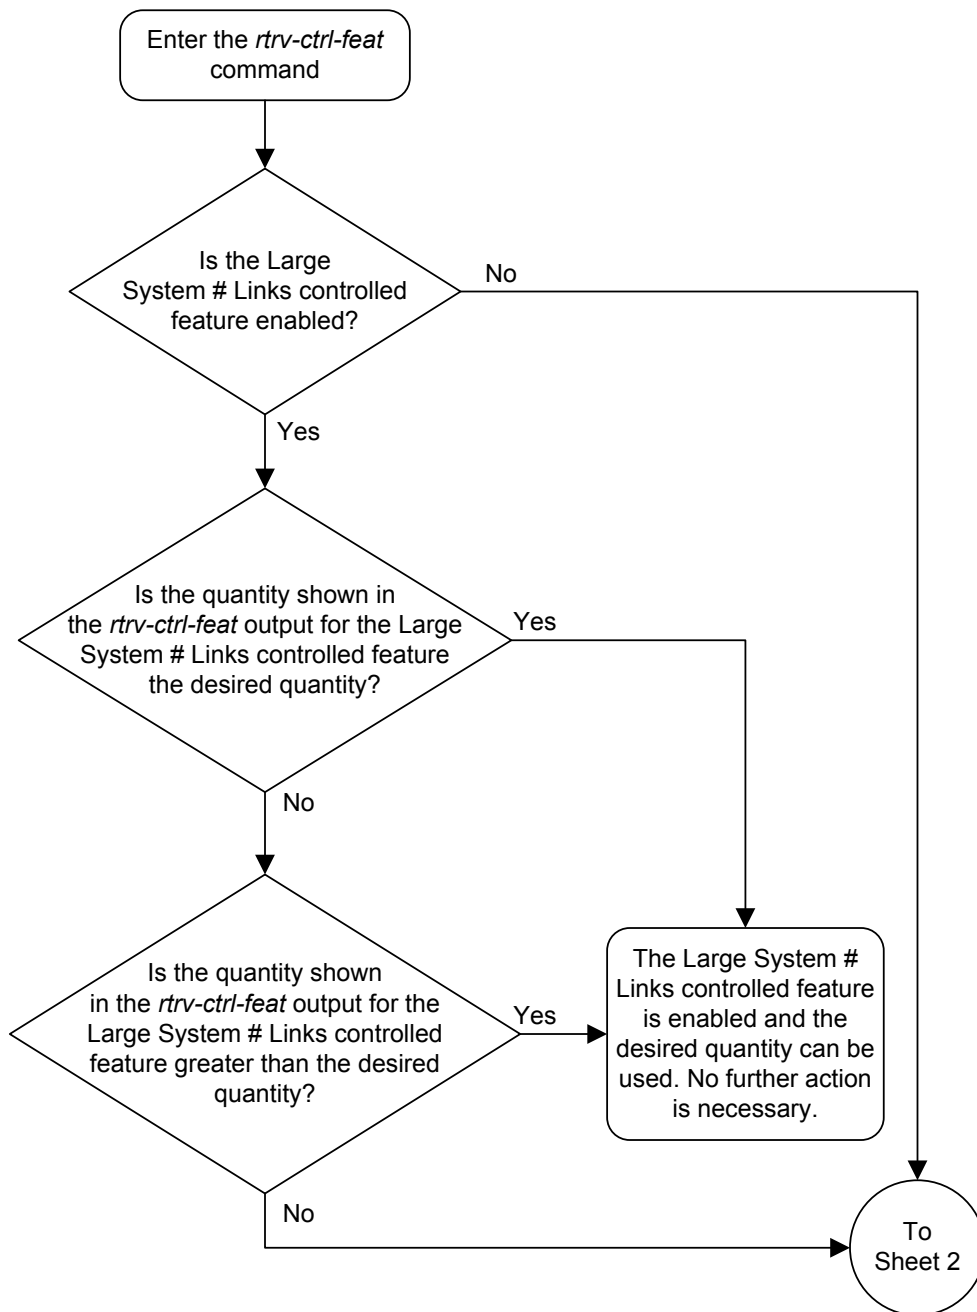 Enter the rtrv-ctrl-feat
command
Is the Large
System # Links controlled
feature enabled?
No
Yes
Is the quantity shown in
the rtrv-ctrl-feat output for the Large
System # Links controlled feature
the desired quantity?
Yes
No
Is the quantity shown
in the rtrv-ctrl-feat output for the
Large System # Links controlled
feature greater than the desired
quantity?
Yes
The Large System #
Links controlled feature
is enabled and the
desired quantity can be
used. No further action
is necessary.
No
To
Sheet 2